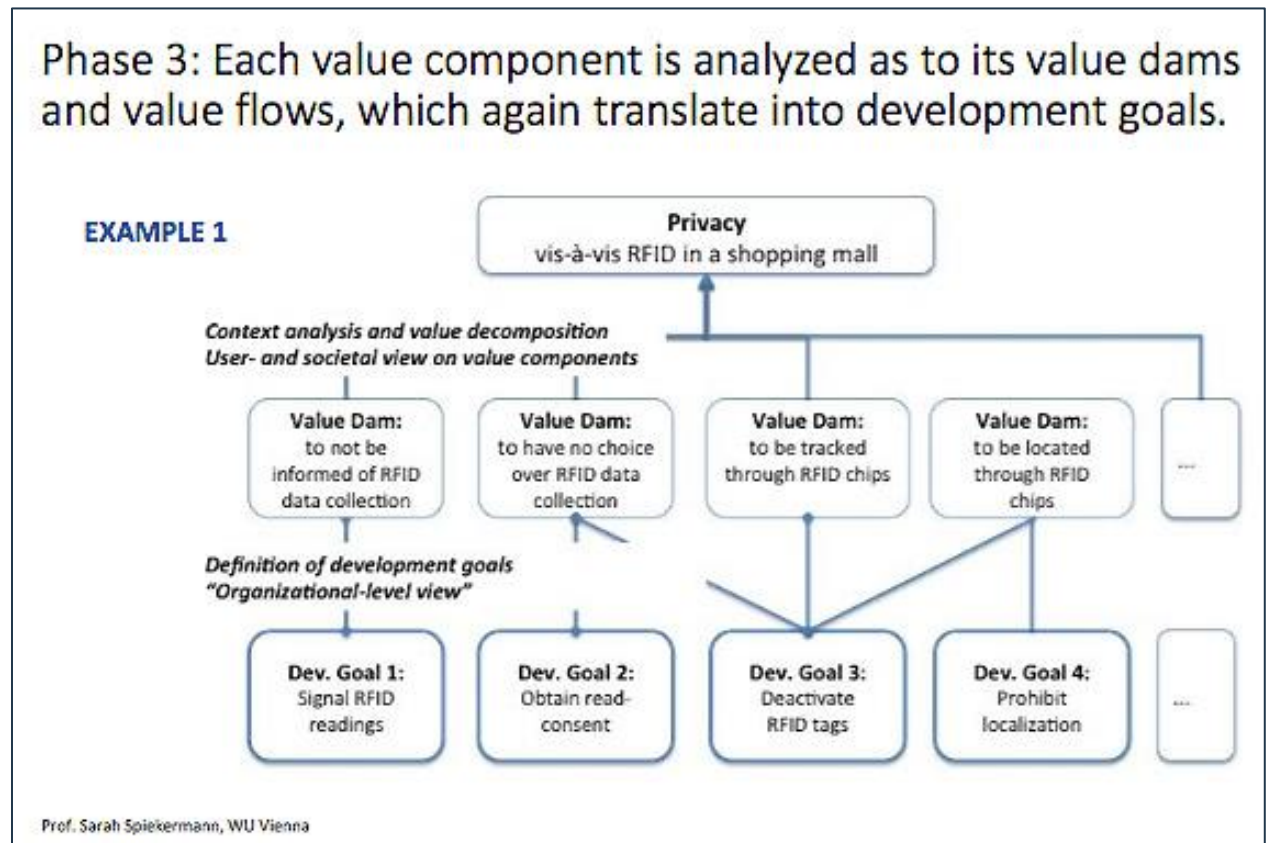 Phase 3: Each value component is analyzed as to its value dams
and value flows, which again translate into development goals.
EXAMPLE 1
Privacy
vis-à-vis RFID in a shopping mall
Context analysis and value decomposition
User- and societal view on value components
Value Dam:
to not be
informed of RFID
data collection
Value Dam:
to have no choice
over RFID data
collection
Value Dam:
to be tracked
through RFID chips
Value Dam:
to be located
through RFID
chips
...
Definition of development goals
"Organizational-level view"
Dev. Goal 1:
Signal RFID
readings
Dev. Goal 2:
Obtain read-
consent
Dev. Goal 3:
Deactivate
RFID tags
Dev. Goal 4:
Prohibit
localization
...
Prof. Sarah Spiekermann, WU Vienna